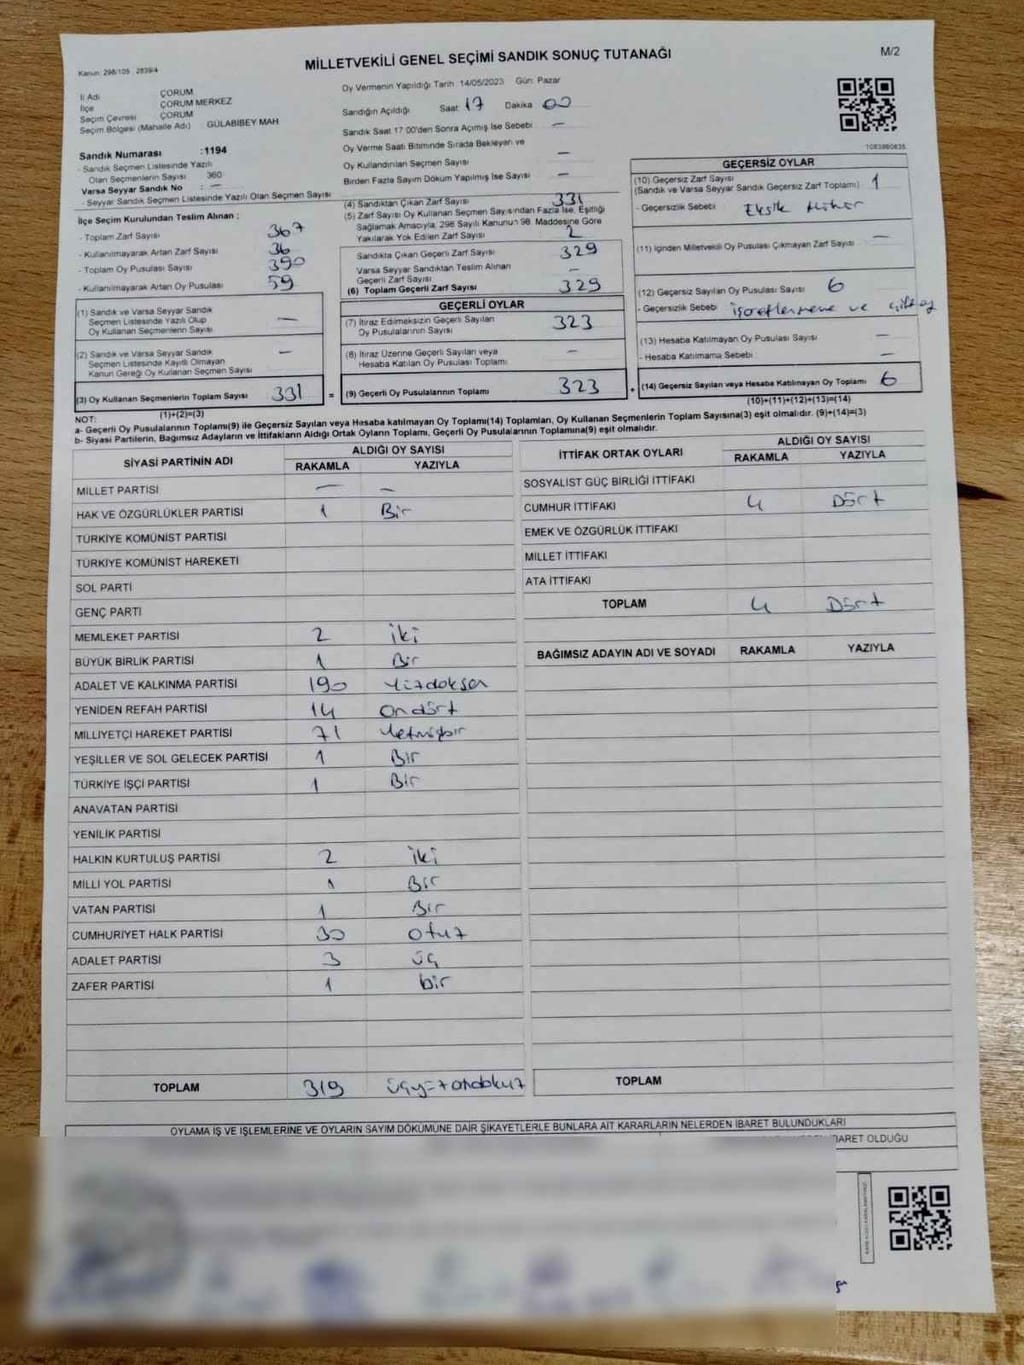 MİLLETVEKİLİ GENEL SEÇİMİ SANDIK SONUÇ TUTANAĞI
M/2
Kanun: 298/105 : 2839/4
İl Adı ÇORUM
İlçe ÇORUM MERKEZ
Seçim Çevresi ÇORUM
Seçim Bölgesi (Mahalle Adı) GÜLABİBEY MAH
Sandık Numarası :1194
- Sandık Seçmen Listesinde Yazılı
Olan Seçmenlerin Sayısı 360
Varsa Seyyar Sandık No : —
- Seyyar Sandık Seçmen Listesinde Yazılı Olan Seçmen Sayısı
İlçe Seçim Kurulundan Teslim Alınan ;
- Toplam Zarf Sayısı 367
- Kullanılmayarak Artan Zarf Sayısı 36
- Toplam Oy Pusulası Sayısı 390
- Kullanılmayarak Artan Oy Pusulası 59
(1) Sandık ve Varsa Seyyar Sandık
Seçmen Listesinde Yazılı Olup —
Oy Kullanan Seçmenlerin Sayısı
(2) Sandık ve Varsa Seyyar Sandık
Seçmen Listesinde Kayıtlı Olmayan —
Kanun Gereği Oy Kullanan Seçmen Sayısı
(3) Oy Kullanan Seçmenlerin Toplam Sayısı 331 =
(1)+(2)=(3)
Oy Vermenin Yapıldığı Tarih :14/05/2023 Gün: Pazar
Sandığın Açıldığı Saat: 17 Dakika 00
Sandık Saat 17:00'den Sonra Açımış İse Sebebi —
Oy Verme Saati Bitiminde Sırada Bekleyen ve
Oy Kullandırılan Seçmen Sayısı —
Birden Fazla Sayım Döküm Yapılmış İse Sayısı —
(4) Sandıktan Çıkan Zarf Sayısı 331
(5) Zarf Sayısı Oy Kullanan Seçmen Sayısından Fazla İse, Eşitliği
Sağlamak Amacıyla, 298 Sayılı Kanunun 98. Maddesine Göre
Yakılarak Yok Edilen Zarf Sayısı 2
Sandıkta Çıkan Geçerli Zarf Sayısı 329
Varsa Seyyar Sandıktan Teslim Alınan
Geçerli Zarf Sayısı —
(6) Toplam Geçerli Zarf Sayısı 329
GEÇERLİ OYLAR
(7) İtiraz Edilmeksizin Geçerli Sayılan
Oy Pusulalarının Sayısı 323
(8) İtiraz Üzerine Geçerli Sayılan veya
Hesaba Katılan Oy Pusulası Toplamı —
(9) Geçerli Oy Pusulalarının Toplamı 323 +
1083980835
GEÇERSİZ OYLAR
(10) Geçersiz Zarf Sayısı
(Sandık ve Varsa Seyyar Sandık Geçersiz Zarf Toplamı) 1
- Geçersizlik Sebebi: Eksik Mühür
(11) İçinden Milletvekili Oy Pusulası Çıkmayan Zarf Sayısı —
(12) Geçersiz Sayılan Oy Pusulası Sayısı 6
- Geçersizlik Sebebi ve
(13) Hesaba Katılmayan Oy Pusulası Sayısı —
- Hesaba Katılmama Sebebi —
(14) Geçersiz Sayılan veya Hesaba Katılmayan Oy Toplamı 6
(10)+(11)+(12)+(13)=(14)
NOT:
a- Geçerli Oy Pusulalarının Toplamı(9) ile Geçersiz Sayılan veya Hesaba katılmayan Oy Toplamı(14) Toplamları, Oy Kullanan Seçmenlerin Toplam Sayısına(3) eşit olmalıdır. (9)+(14)=(3)
b- Siyasi Partilerin, Bağımsız Adayların ve İttifakların Aldığı Ortak Oyların Toplamı, Geçerli Oy Pusulalarının Toplamına(9) eşit olmalıdır.
SİYASİ PARTİNİN ADI ALDIĞI OY SAYISI
RAKAMLA YAZIYLA
MİLLET PARTİSİ — —
HAK VE ÖZGÜRLÜKLER PARTİSİ 1 Bir
TÜRKİYE KOMÜNİST PARTİSİ
TÜRKİYE KOMÜNİST HAREKETİ
SOL PARTİ
GENÇ PARTİ
MEMLEKET PARTİSİ 2 iki
BÜYÜK BİRLİK PARTİSİ 1 Bir
ADALET VE KALKINMA PARTİSİ 190 Yüzdoksan
YENİDEN REFAH PARTİSİ 14 ondört
MİLLİYETÇİ HAREKET PARTİSİ 71 Yetmişbir
YEŞİLLER VE SOL GELECEK PARTİSİ 1 Bir
TÜRKİYE İŞÇİ PARTİSİ 1 Bir
ANAVATAN PARTİSİ
YENİLİK PARTİSİ
HALKIN KURTULUŞ PARTİSİ 2 iki
MİLLİ YOL PARTİSİ 1 Bir
VATAN PARTİSİ 1 Bir
CUMHURİYET HALK PARTİSİ 30 otuz
ADALET PARTİSİ 3 üç
ZAFER PARTİSİ 1 bir
TOPLAM 319 üçyüzondokuz
İTTİFAK ORTAK OYLARI ALDIĞI OY SAYISI
RAKAMLA YAZIYLA
SOSYALİST GÜÇ BİRLİĞİ İTTİFAKI
CUMHUR İTTİFAKI 4 Dört
EMEK VE ÖZGÜRLÜK İTTİFAKI
MİLLET İTTİFAKI
ATA İTTİFAKI
TOPLAM 4 Dört
BAĞIMSIZ ADAYIN ADI VE SOYADI RAKAMLA YAZIYLA
TOPLAM
OYLAMA İŞ VE İŞLEMLERİNE VE OYLARIN SAYIM DÖKÜMÜNE DAİR ŞİKAYETLERLE BUNLARA AİT KARARLARIN NELERDEN İBARET BULUNDUKLARI
BARET OLDUĞU